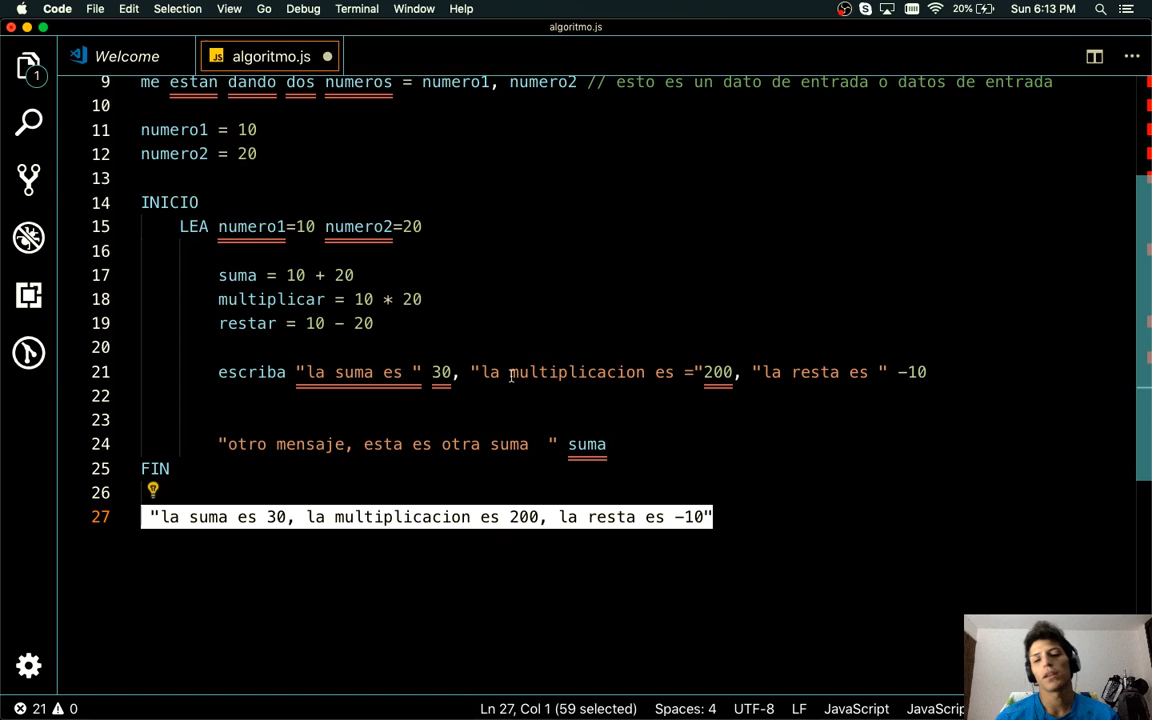 Code File Edit Selection View Go Debug Terminal Window Help 20% Sun 6:13 PM
algoritmo.js
Welcome JS algoritmo.js
1
9 me estan dando dos numeros = numero1, numero2 // esto es un dato de entrada o datos de entrada
10
11 numero1 = 10
12 numero2 = 20
13
14 INICIO
15 LEA numero1=10 numero2=20
16
17 suma = 10 + 20
18 multiplicar = 10 * 20
19 restar = 10 - 20
20
21 escriba "la suma es " 30, "la multiplicacion es ="200, "la resta es " -10
22
23
24 "otro mensaje, esta es otra suma  " suma
25 FIN
26
27 "la suma es 30, la multiplicacion es 200, la resta es -10"
21 0 Ln 27, Col 1 (59 selected) Spaces: 4 UTF-8 LF JavaScript